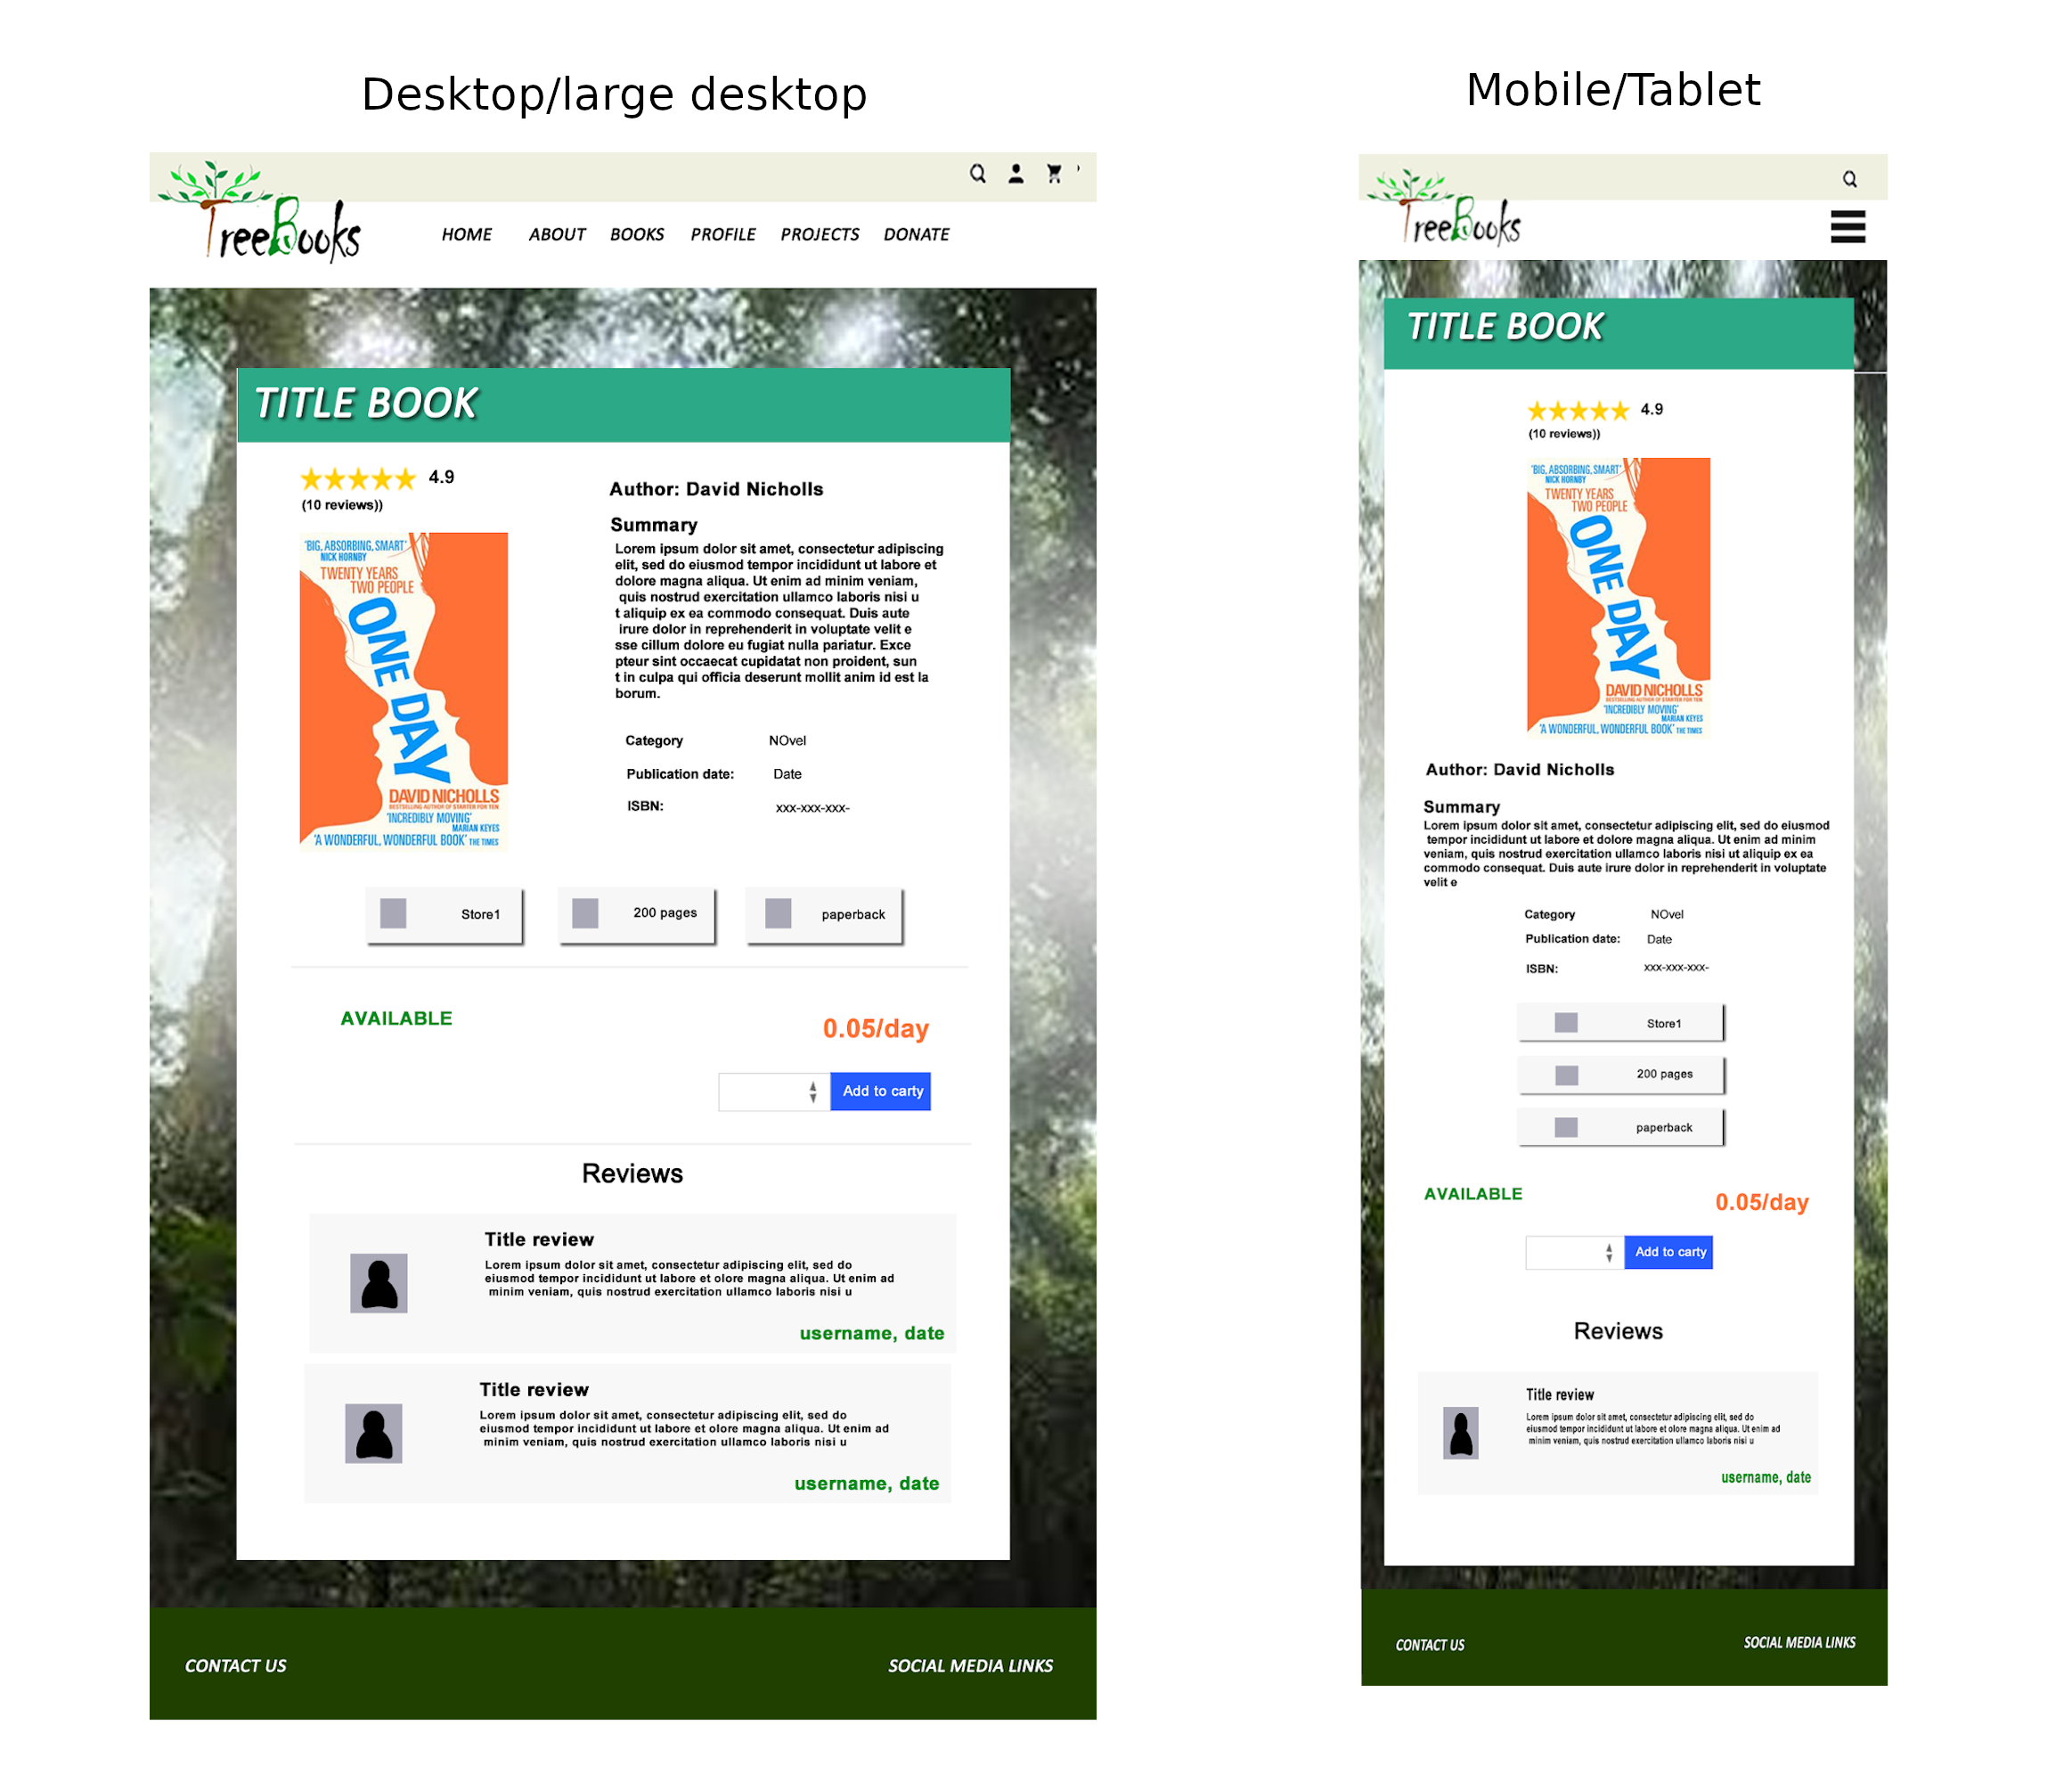 Desktop/large desktop
TreeBooks
HOME ABOUT BOOKS PROFILE PROJECTS DONATE
TITLE BOOK
4.9
(10 reviews))
'BIG, ABSORBING, SMART'
NICK HORNBY
TWENTY YEARS
TWO PEOPLE
ONE DAY
DAVID NICHOLLS
BESTSELLING AUTHOR OF STARTER FOR TEN
'INCREDIBLY MOVING'
MARIAN KEYES
'A WONDERFUL, WONDERFUL BOOK' THE TIMES
Author: David Nicholls
Summary
Lorem ipsum dolor sit amet, consectetur adipiscing
elit, sed do eiusmod tempor incididunt ut labore et
dolore magna aliqua. Ut enim ad minim veniam,
quis nostrud exercitation ullamco laboris nisi u
t aliquip ex ea commodo consequat. Duis aute
irure dolor in reprehenderit in voluptate velit e
sse cillum dolore eu fugiat nulla pariatur. Exce
pteur sint occaecat cupidatat non proident, sun
t in culpa qui officia deserunt mollit anim id est la
borum.
Category NOvel
Publication date: Date
ISBN: xxx-xxx-xxx-
Store1
200 pages
paperback
AVAILABLE
0.05/day
Add to carty
Reviews
Title review
Lorem ipsum dolor sit amet, consectetur adipiscing elit, sed do
eiusmod tempor incididunt ut labore et olore magna aliqua. Ut enim ad
minim veniam, quis nostrud exercitation ullamco laboris nisi u
username, date
Title review
Lorem ipsum dolor sit amet, consectetur adipiscing elit, sed do
eiusmod tempor incididunt ut labore et olore magna aliqua. Ut enim ad
minim veniam, quis nostrud exercitation ullamco laboris nisi u
username, date
CONTACT US
SOCIAL MEDIA LINKS
Mobile/Tablet
TreeBooks
TITLE BOOK
4.9
(10 reviews))
'BIG, ABSORBING, SMART'
NICK HORNBY
TWENTY YEARS
TWO PEOPLE
ONE DAY
DAVID NICHOLLS
BESTSELLING AUTHOR OF STARTER FOR TEN
'INCREDIBLY MOVING'
MARIAN KEYES
'A WONDERFUL, WONDERFUL BOOK' THE TIMES
Author: David Nicholls
Summary
Lorem ipsum dolor sit amet, consectetur adipiscing elit, sed do eiusmod
tempor incididunt ut labore et dolore magna aliqua. Ut enim ad minim
veniam, quis nostrud exercitation ullamco laboris nisi ut aliquip ex ea
commodo consequat. Duis aute irure dolor in reprehenderit in voluptate
velit e
Category NOvel
Publication date: Date
ISBN: xxx-xxx-xxx-
Store1
200 pages
paperback
AVAILABLE
0.05/day
Add to carty
Reviews
Title review
Lorem ipsum dolor sit amet, consectetur adipiscing elit, sed do
eiusmod tempor incididunt ut labore et olore magna aliqua. Ut enim ad
minim veniam, quis nostrud exercitation ullamco laboris nisi u
username, date
CONTACT US
SOCIAL MEDIA LINKS